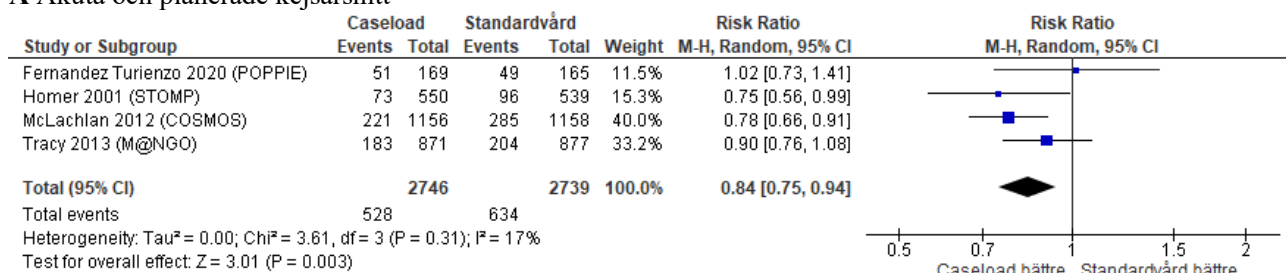 A Akuta och planerade kejsarsnitt
Caseload Standardvård Risk Ratio Risk Ratio
Study or Subgroup Events Total Events Total Weight M-H, Random, 95% CI M-H, Random, 95% CI
Fernandez Turienzo 2020 (POPPIE) 51 169 49 165 11.5% 1.02 [0.73, 1.41]
Homer 2001 (STOMP) 73 550 96 539 15.3% 0.75 [0.56, 0.99]
McLachlan 2012 (COSMOS) 221 1156 285 1158 40.0% 0.78 [0.66, 0.91]
Tracy 2013 (M@NGO) 183 871 204 877 33.2% 0.90 [0.76, 1.08]
Total (95% CI) 2746 2739 100.0% 0.84 [0.75, 0.94]
Total events 528 634
Heterogeneity: Tau² = 0.00; Chi² = 3.61, df = 3 (P = 0.31); I² = 17%
Test for overall effect: Z = 3.01 (P = 0.003)
0.5 0.7 1 1.5 2
Caseload bättre Standardvård bättre